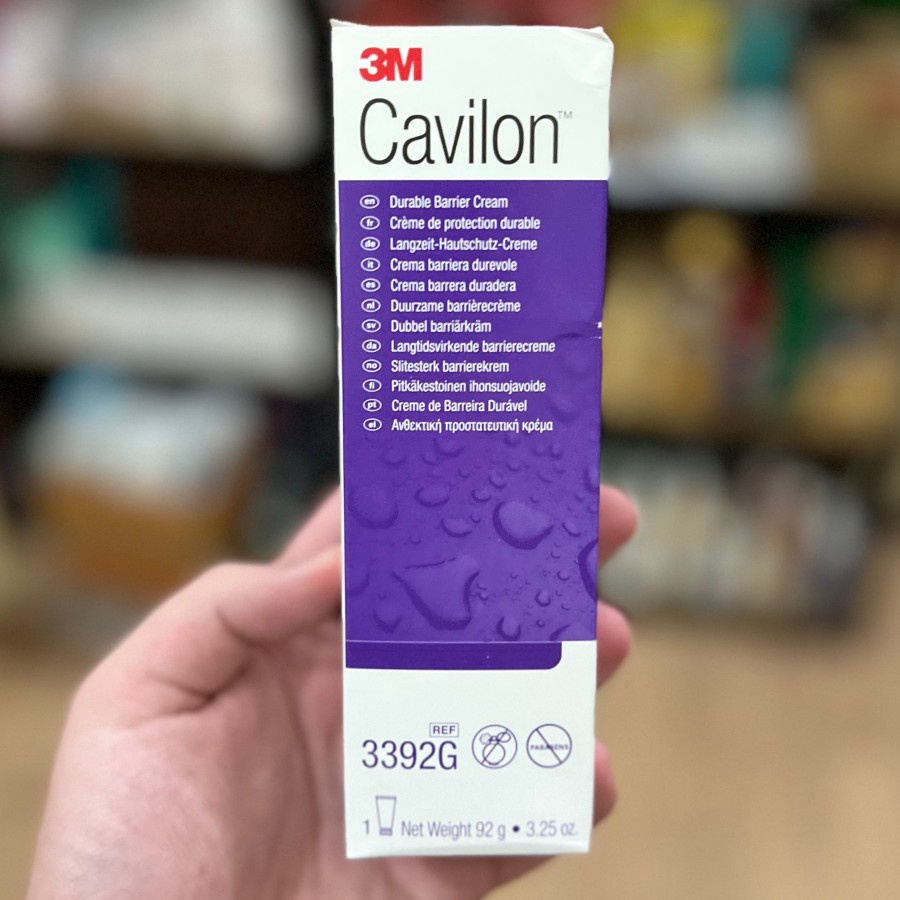 3M
Cavilon™
en Durable Barrier Cream
fr Crème de protection durable
de Langzeit-Hautschutz-Creme
it Crema barriera durevole
es Crema barrera duradera
nl Duurzame barrièrecrème
sv Dubbel barriärkräm
da Langtidsvirkende barrierecreme
no Slitesterk barrierekrem
fi Pitkäkestoinen ihonsuojavoide
pt Creme de Barreira Durável
el Ανθεκτική προστατευτική κρέμα
REF
3392G
PARABENS
1 Net Weight 92 g • 3.25 oz.